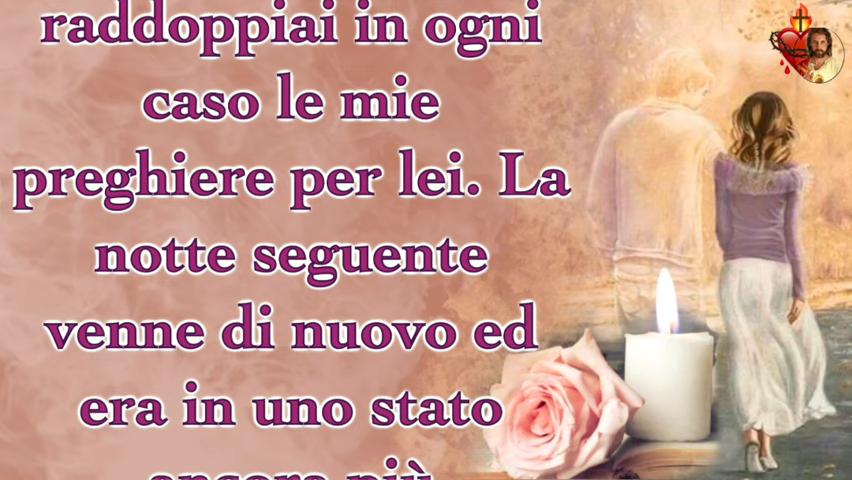 raddoppiai in ogni
caso le mie
preghiere per lei. La
notte seguente
venne di nuovo ed
era in uno stato
ancora più